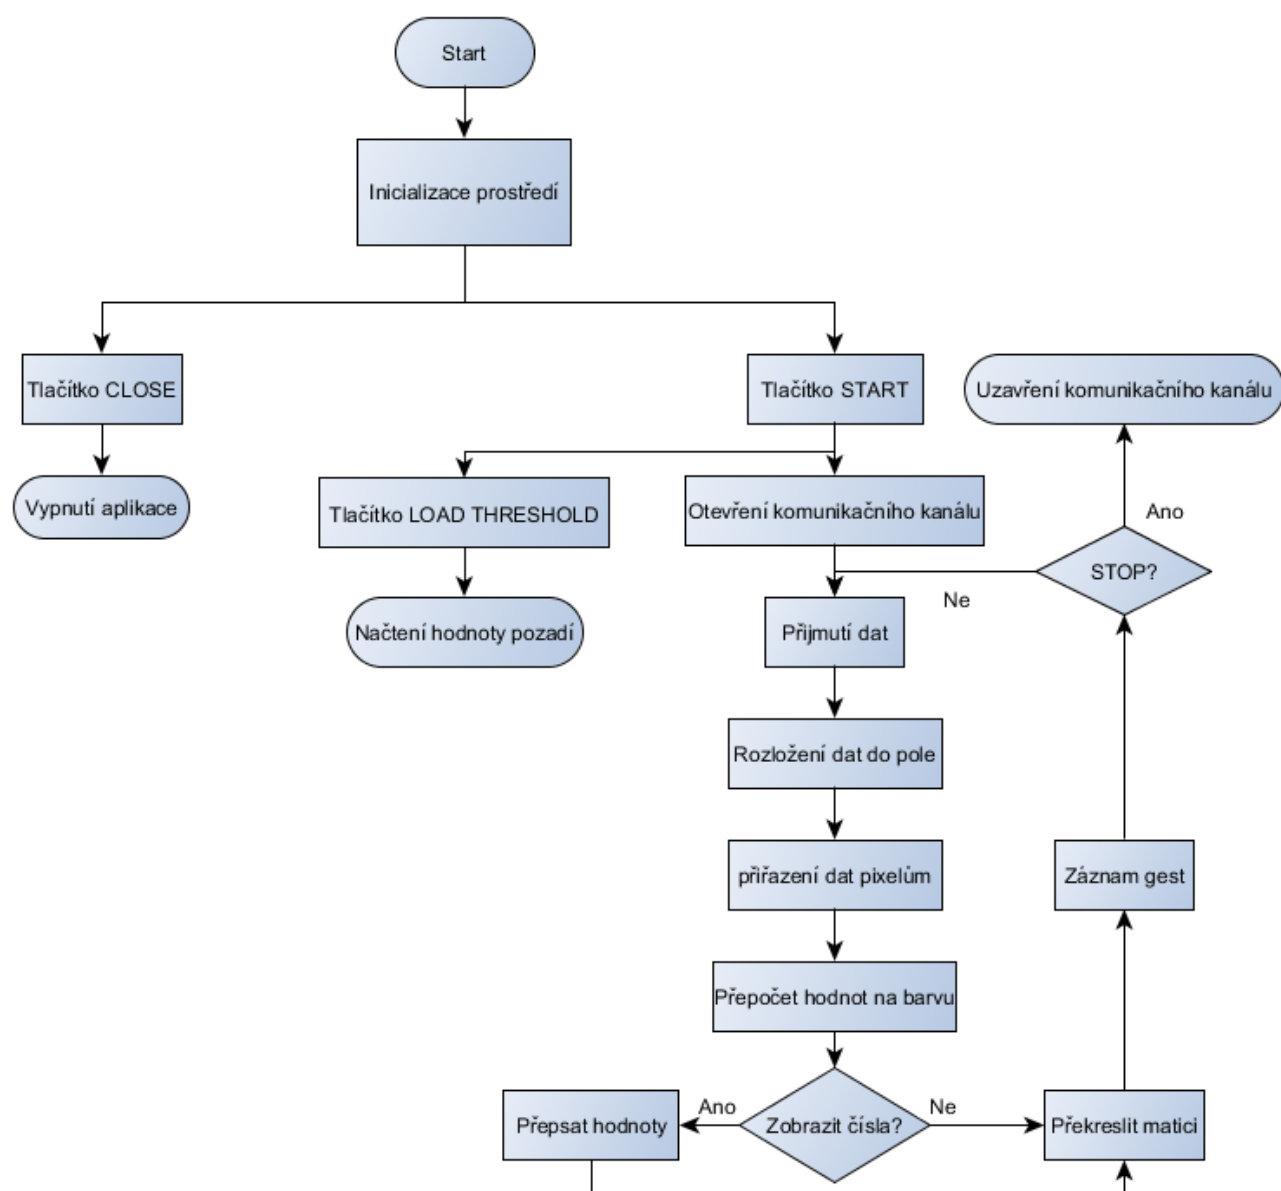 Start
Inicializace prostředí
Tlačítko CLOSE
Tlačítko START
Uzavření komunikačního kanálu
Vypnutí aplikace
Tlačítko LOAD THRESHOLD
Otevření komunikačního kanálu
Ano
STOP?
Ne
Načtení hodnoty pozadí
Přijmutí dat
Rozložení dat do pole
přiřazení dat pixelům
Záznam gest
Přepočet hodnot na barvu
Přepsat hodnoty
Ano
Zobrazit čísla?
Ne
Překreslit matici